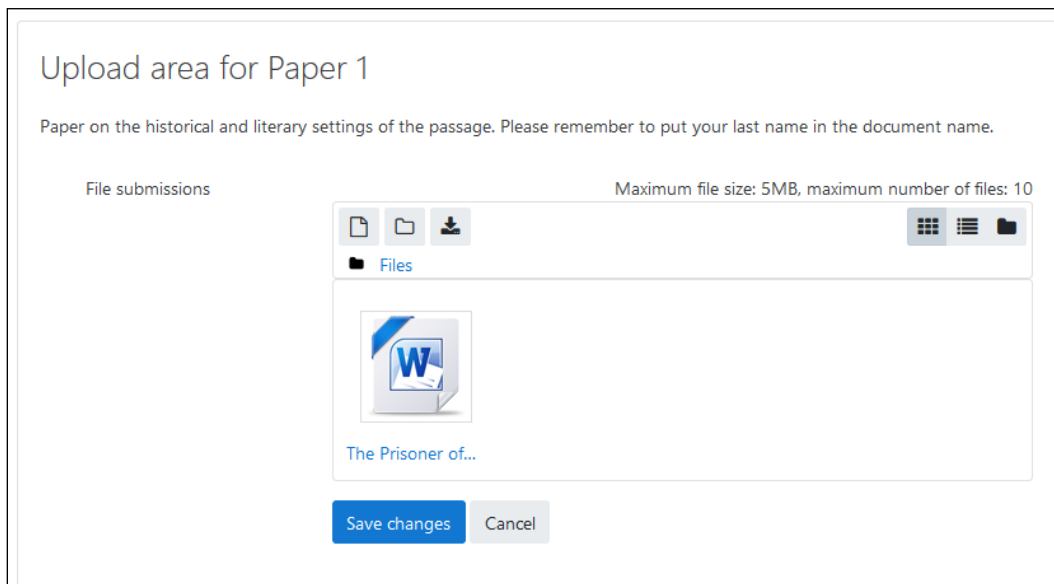 Upload area for Paper 1
Paper on the historical and literary settings of the passage. Please remember to put your last name in the document name.
File submissions
Maximum file size: 5MB, maximum number of files: 10
Files
W
The Prisoner of...
Save changes
Cancel